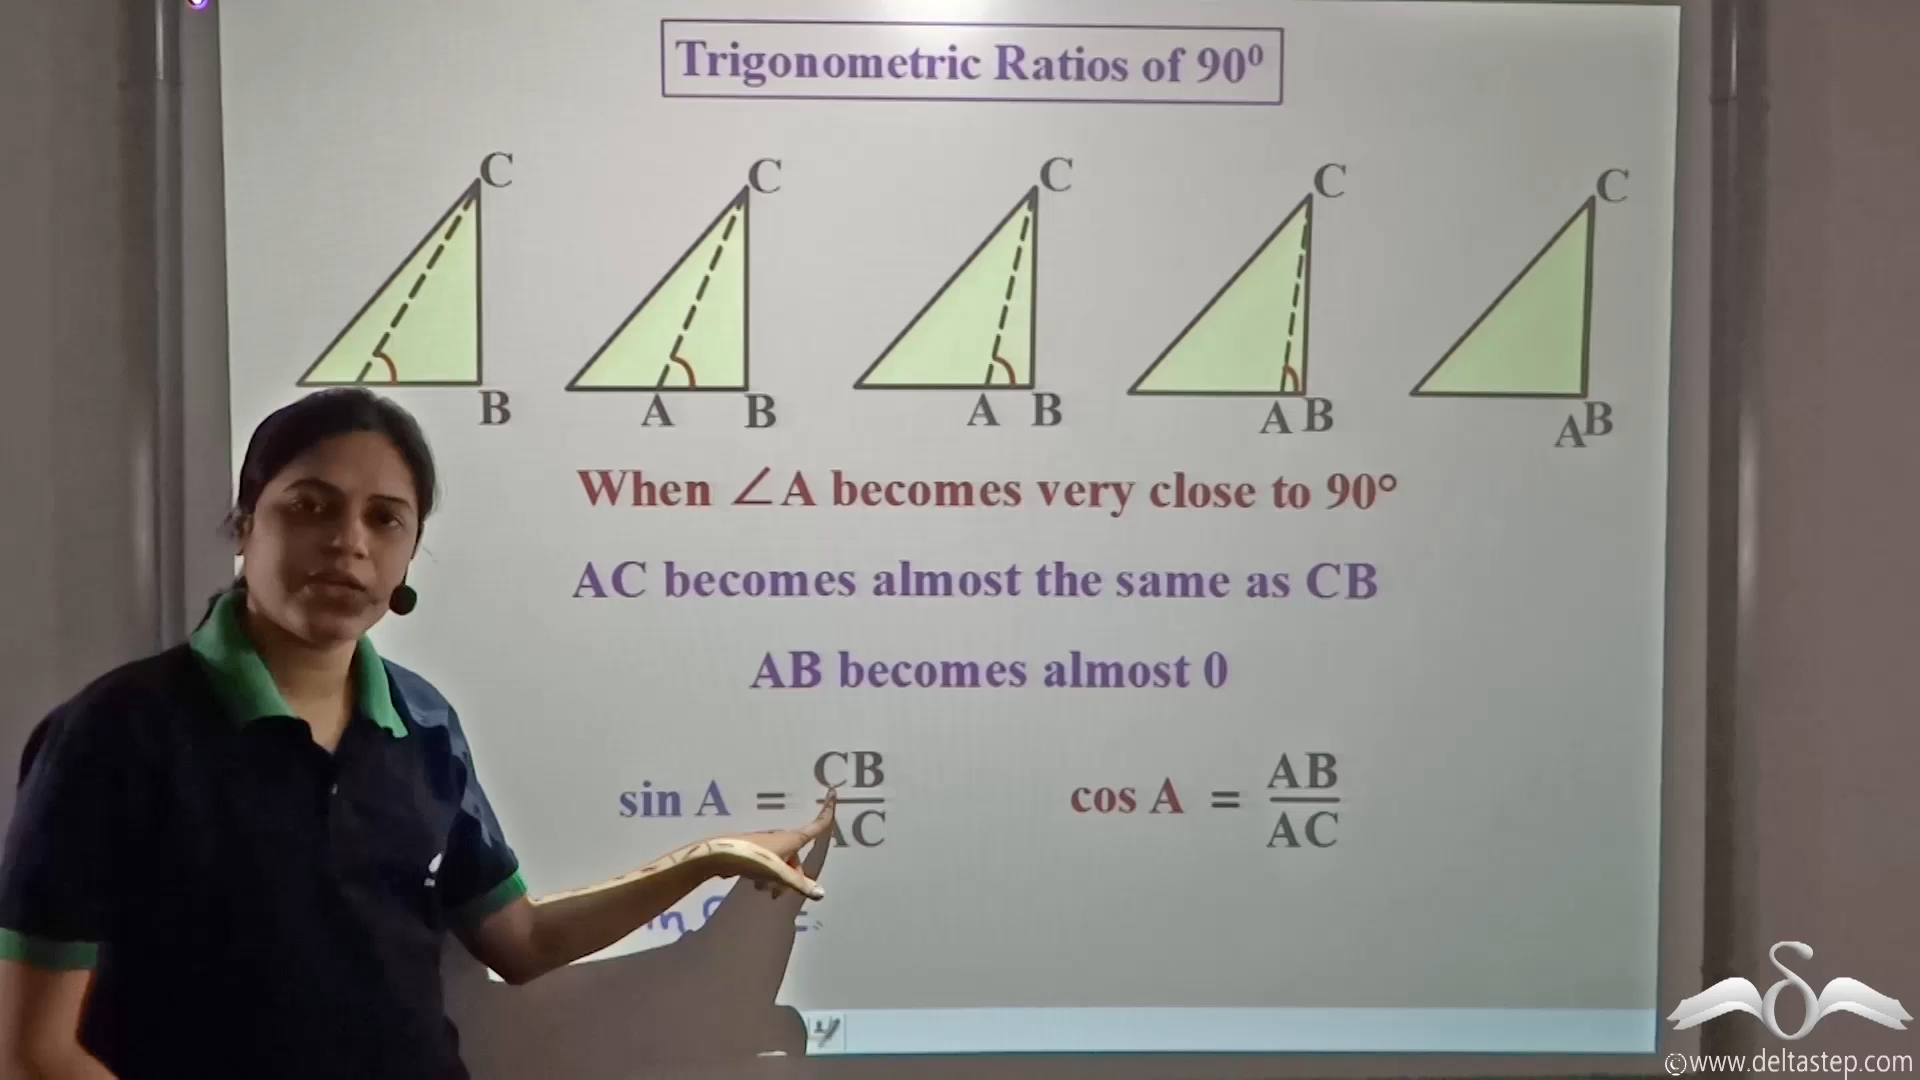 Trigonometric Ratios of 90⁰
C C C C C
B A B A B A B A B
When ∠A becomes very close to 90°
AC becomes almost the same as CB
AB becomes almost 0
sin A = CB/AC
cos A = AB/AC
©www.deltastep.com